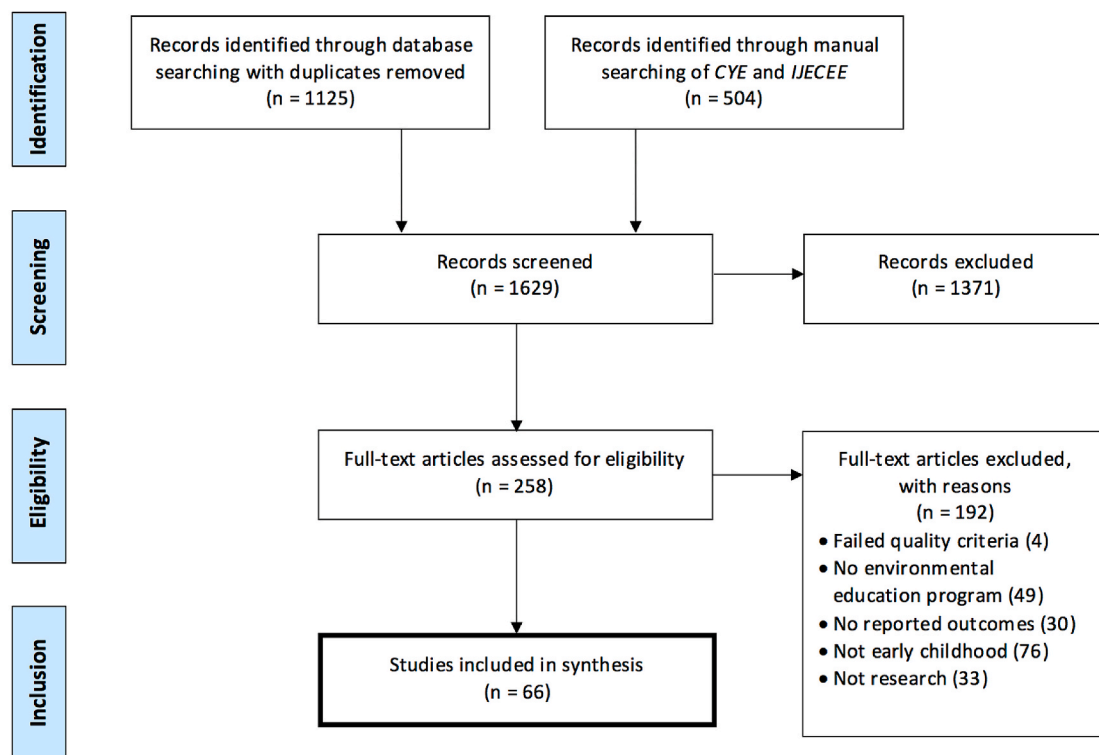 Identification
Records identified through database
searching with duplicates removed
(n = 1125)
Records identified through manual
searching of CYE and IJECEE
(n = 504)
Screening
Records screened
(n = 1629)
Records excluded
(n = 1371)
Eligibility
Full-text articles assessed for eligibility
(n = 258)
Full-text articles excluded,
with reasons
(n = 192)
• Failed quality criteria (4)
• No environmental
education program (49)
• No reported outcomes (30)
• Not early childhood (76)
• Not research (33)
Inclusion
Studies included in synthesis
(n = 66)